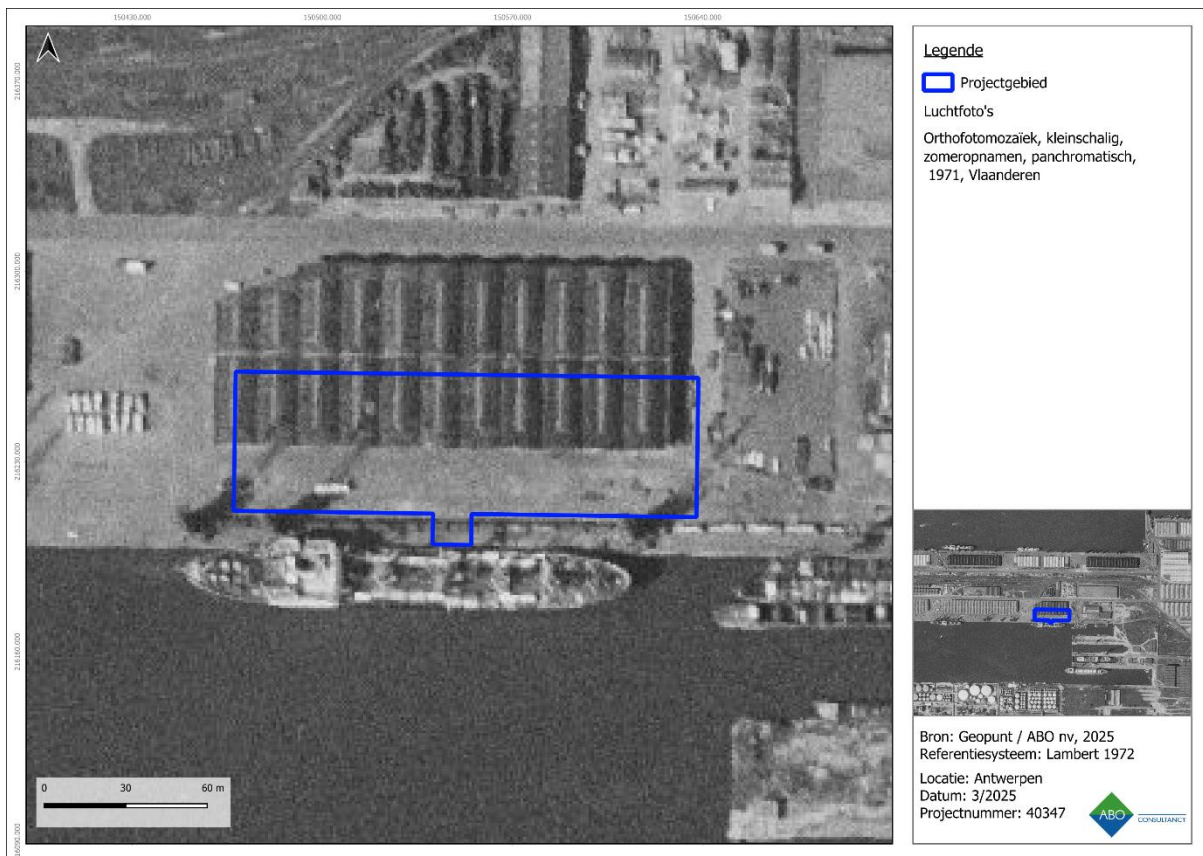 150430.000
150500.000
150570.000
150640.000
216370.000
216300.000
216230.000
216160.000
216090.000
0
30
60 m
Legende
Projectgebied
Luchtfoto's
Orthofotomozaïek, kleinschalig,
zomeropnamen, panchromatisch,
1971, Vlaanderen
Bron: Geopunt / ABO nv, 2025
Referentiesysteem: Lambert 1972
Locatie: Antwerpen
Datum: 3/2025
Projectnummer: 40347
ABO
CONSULTANCY